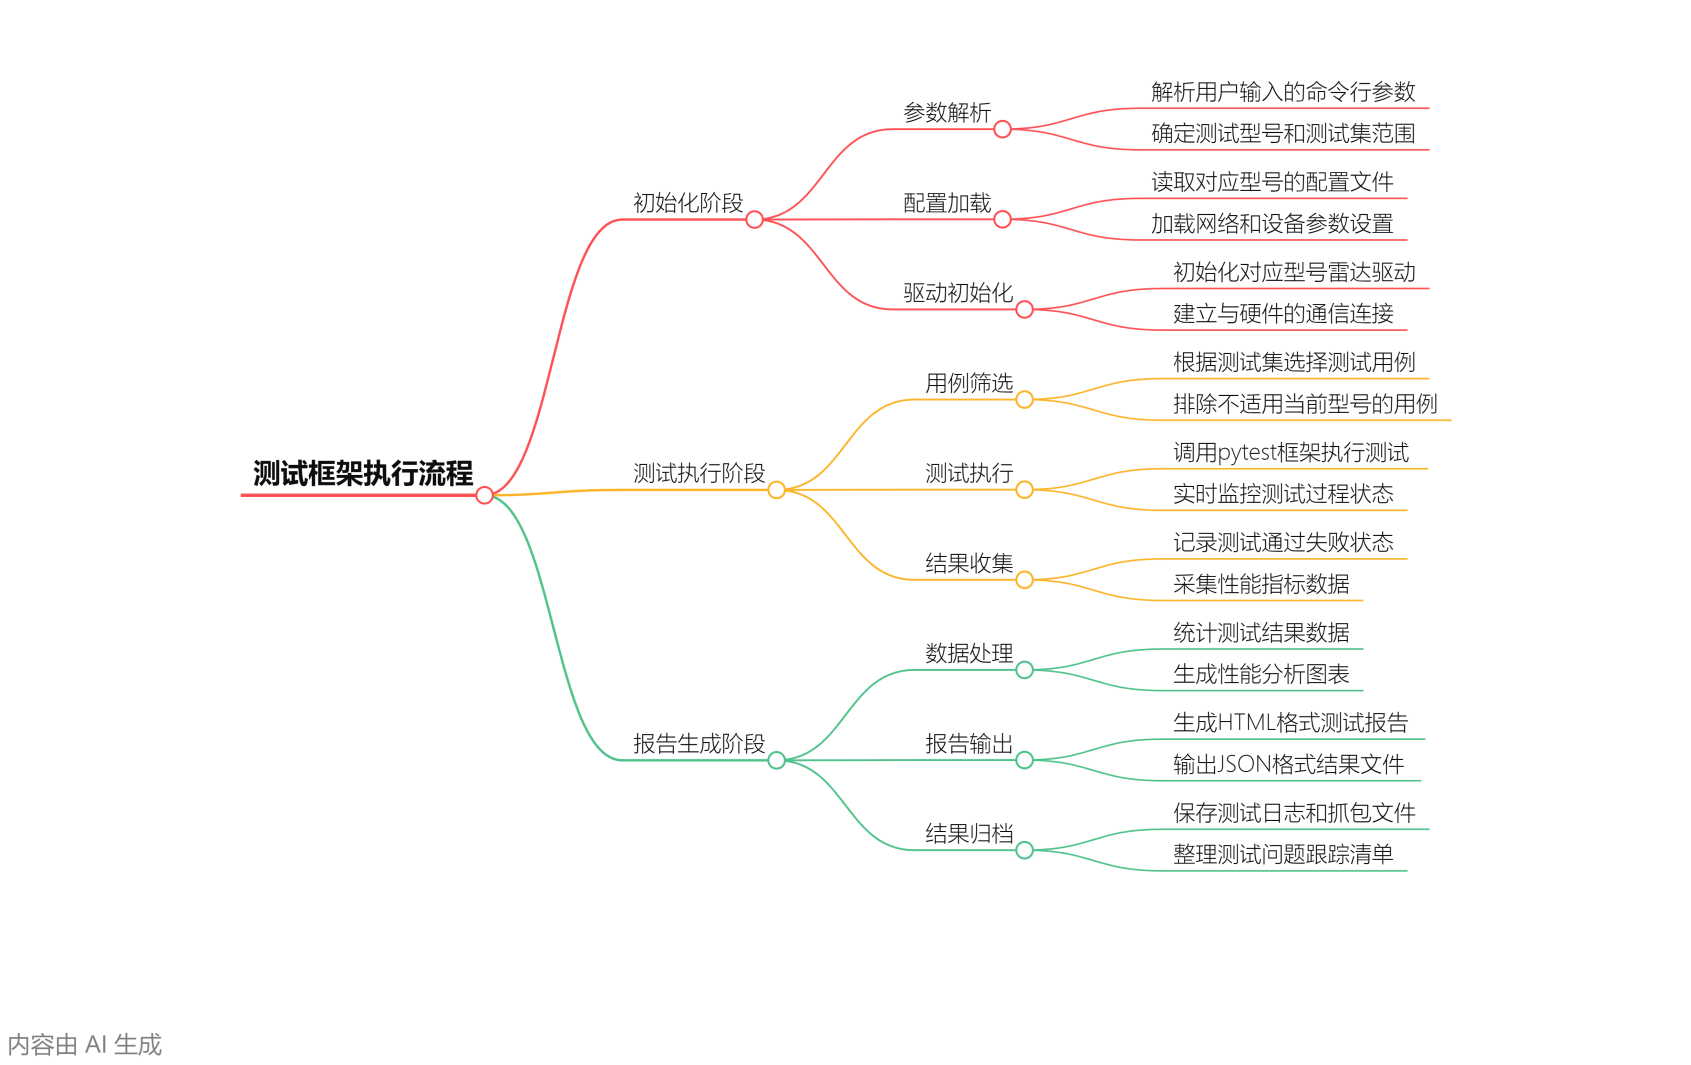 测试框架执行流程
初始化阶段
参数解析
解析用户输入的命令行参数
确定测试型号和测试集范围
配置加载
读取对应型号的配置文件
加载网络和设备参数设置
驱动初始化
初始化对应型号雷达驱动
建立与硬件的通信连接
测试执行阶段
用例筛选
根据测试集选择测试用例
排除不适用当前型号的用例
测试执行
调用pytest框架执行测试
实时监控测试过程状态
结果收集
记录测试通过失败状态
采集性能指标数据
报告生成阶段
数据处理
统计测试结果数据
生成性能分析图表
报告输出
生成HTML格式测试报告
输出JSON格式结果文件
结果归档
保存测试日志和抓包文件
整理测试问题跟踪清单
内容由 AI 生成